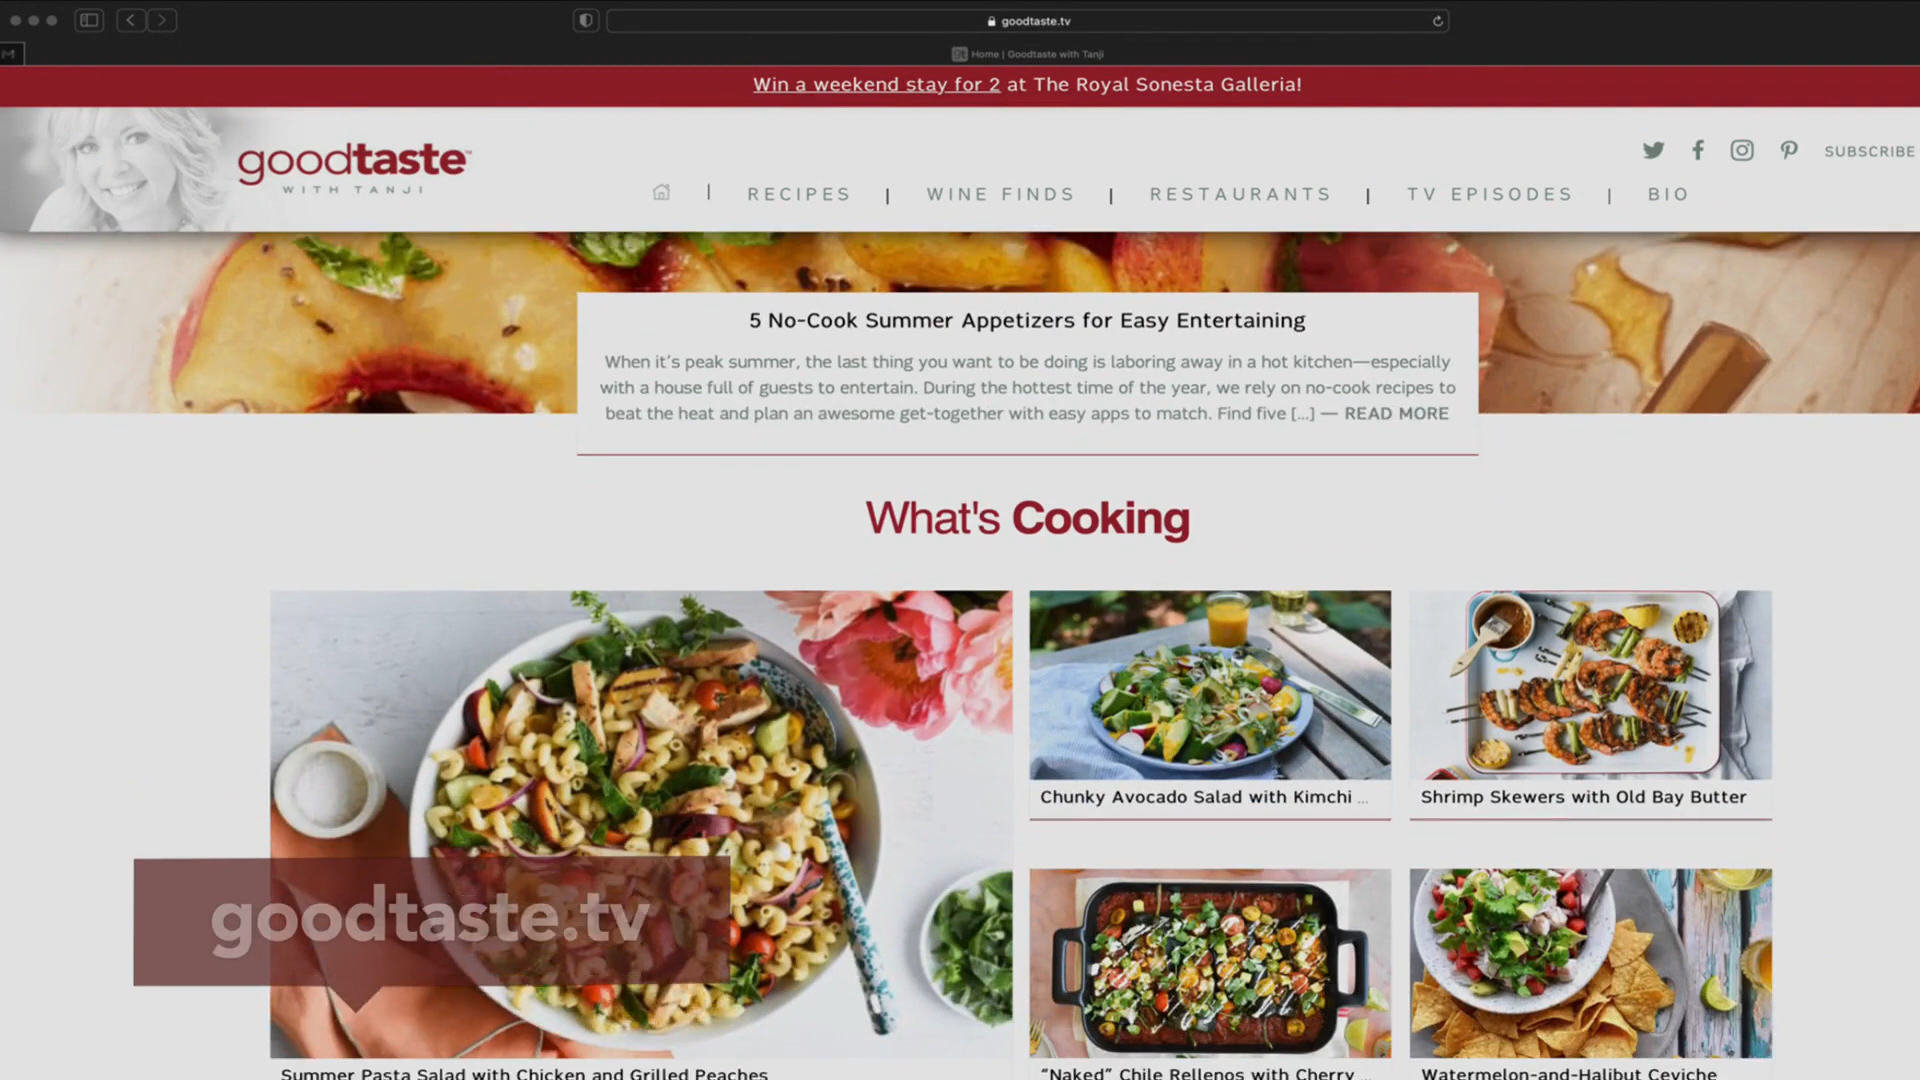 goodtaste.tv
Home | Goodtaste with Tanji
Win a weekend stay for 2 at The Royal Sonesta Galleria!
goodtaste™
WITH TANJI
SUBSCRIBE
| RECIPES | WINE FINDS | RESTAURANTS | TV EPISODES | BIO
5 No-Cook Summer Appetizers for Easy Entertaining
When it's peak summer, the last thing you want to be doing is laboring away in a hot kitchen—especially
with a house full of guests to entertain. During the hottest time of the year, we rely on no-cook recipes to
beat the heat and plan an awesome get-together with easy apps to match. Find five [...] — READ MORE
What's Cooking
Chunky Avocado Salad with Kimchi ...
Shrimp Skewers with Old Bay Butter
goodtaste.tv
Summer Pasta Salad with Chicken and Grilled Peaches
“Naked” Chile Rellenos with Cherry ...
Watermelon-and-Halibut Ceviche